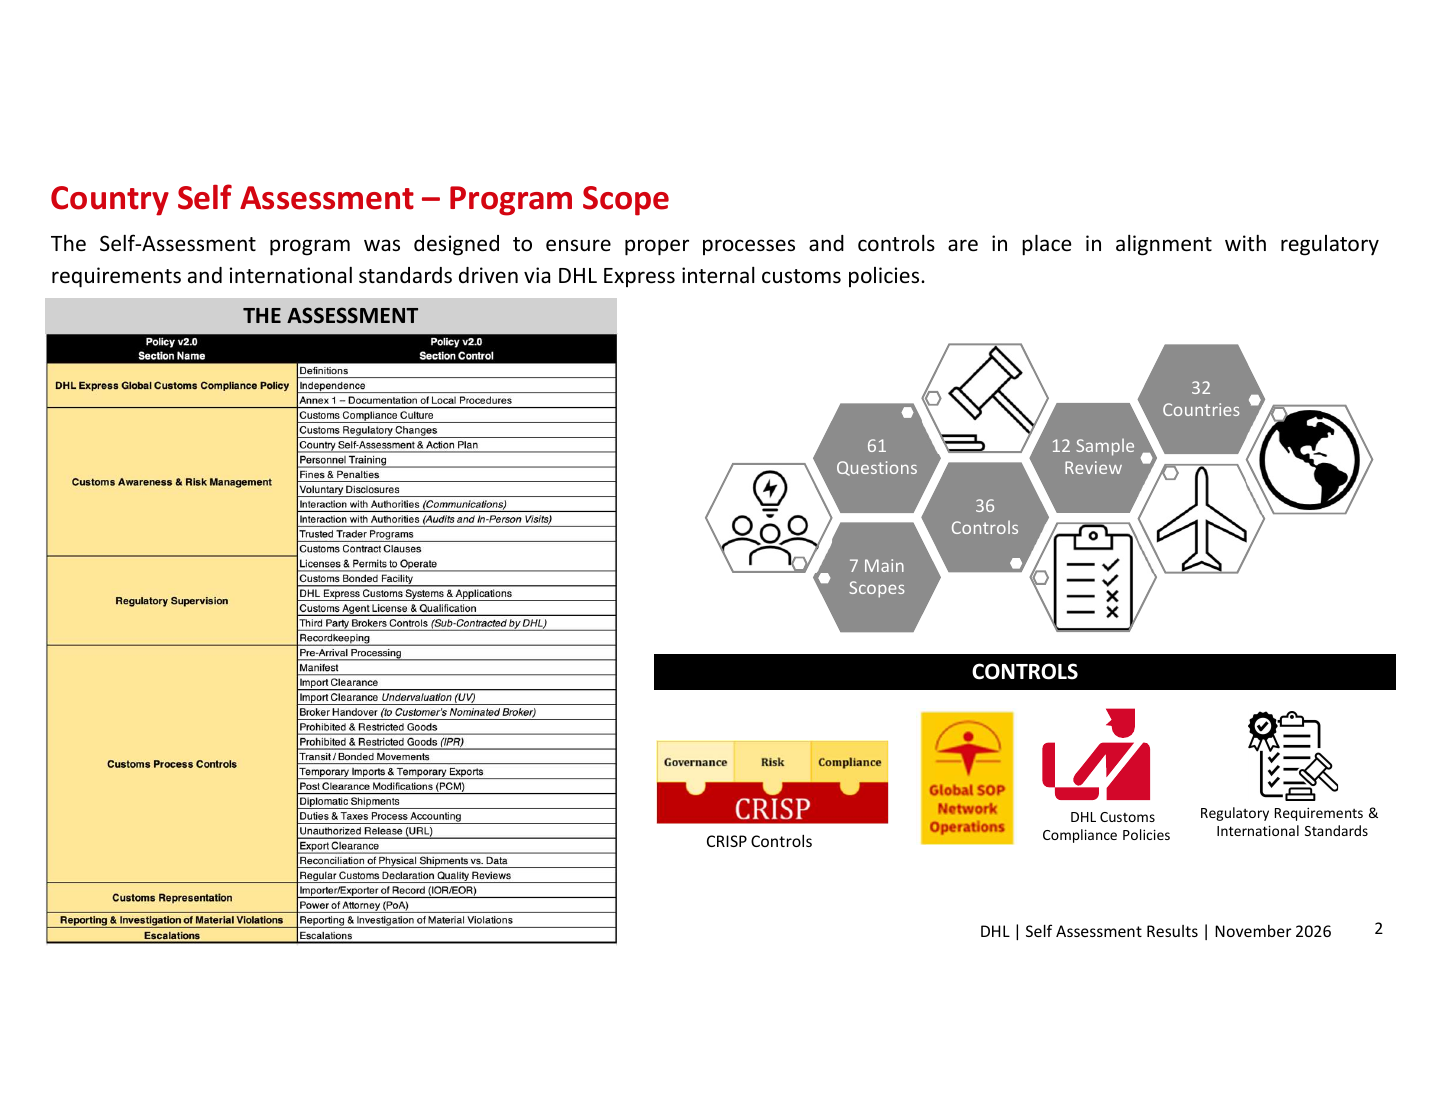 Country Self Assessment – Program Scope
The Self-Assessment program was designed to ensure proper processes and controls are in place in alignment with regulatory
requirements and international standards driven via DHL Express internal customs policies.
THE ASSESSMENT
Policy v2.0
Section Name
Policy v2.0
Section Control
DHL Express Global Customs Compliance Policy
Definitions
Independence
Annex 1 – Documentation of Local Procedures
Customs Awareness & Risk Management
Customs Compliance Culture
Customs Regulatory Changes
Country Self-Assessment & Action Plan
Personnel Training
Fines & Penalties
Voluntary Disclosures
Interaction with Authorities (Communications)
Interaction with Authorities (Audits and In-Person Visits)
Trusted Trader Programs
Customs Contract Clauses
Regulatory Supervision
Licenses & Permits to Operate
Customs Bonded Facility
DHL Express Customs Systems & Applications
Customs Agent License & Qualification
Third Party Brokers Controls (Sub-Contracted by DHL)
Recordkeeping
Customs Process Controls
Pre-Arrival Processing
Manifest
Import Clearance
Import Clearance Undervaluation (UV)
Broker Handover (to Customer's Nominated Broker)
Prohibited & Restricted Goods
Prohibited & Restricted Goods (IPR)
Transit / Bonded Movements
Temporary Imports & Temporary Exports
Post Clearance Modifications (PCM)
Diplomatic Shipments
Duties & Taxes Process Accounting
Unauthorized Release (URL)
Export Clearance
Reconciliation of Physical Shipments vs. Data
Regular Customs Declaration Quality Reviews
Customs Representation
Importer/Exporter of Record (IOR/EOR)
Power of Attorney (PoA)
Reporting & Investigation of Material Violations
Reporting & Investigation of Material Violations
Escalations
Escalations
61
Questions
7 Main
Scopes
36
Controls
12 Sample
Review
32
Countries
CONTROLS
Governance
Risk
Compliance
CRISP
CRISP Controls
Global SOP
Network
Operations
DHL Customs
Compliance Policies
Regulatory Requirements &
International Standards
DHL | Self Assessment Results | November 2026
2